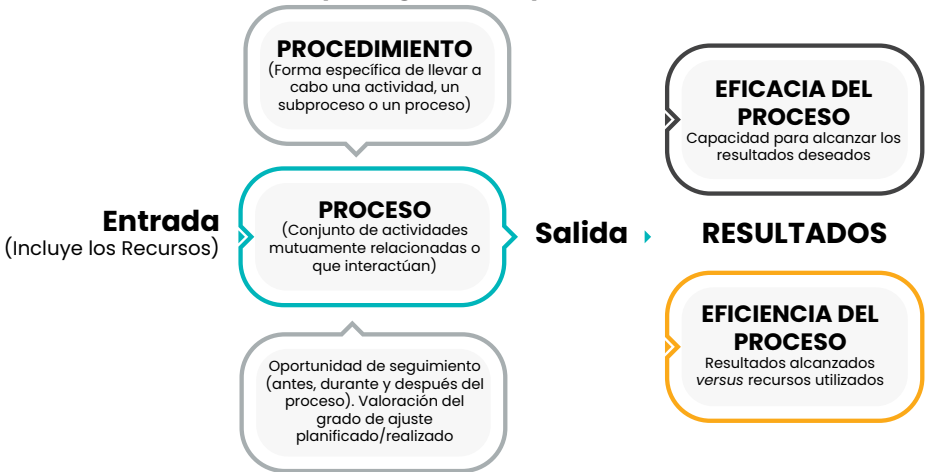 PROCEDIMIENTO
(Forma específica de llevar a
cabo una actividad, un
subproceso o un proceso)
Entrada
(Incluye los Recursos)
PROCESO
(Conjunto de actividades
mutuamente relacionadas o
que interactúan)
Oportunidad de seguimiento
(antes, durante y después del
proceso). Valoración del
grado de ajuste
planificado/realizado
Salida
EFICACIA DEL
PROCESO
Capacidad para alcanzar los
resultados deseados
RESULTADOS
EFICIENCIA DEL
PROCESO
Resultados alcanzados
versus recursos utilizados